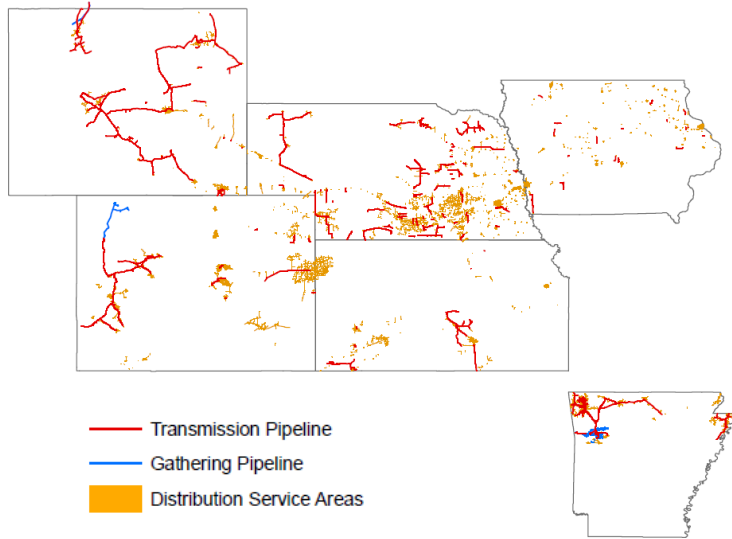 Transmission Pipeline
Gathering Pipeline
Distribution Service Areas